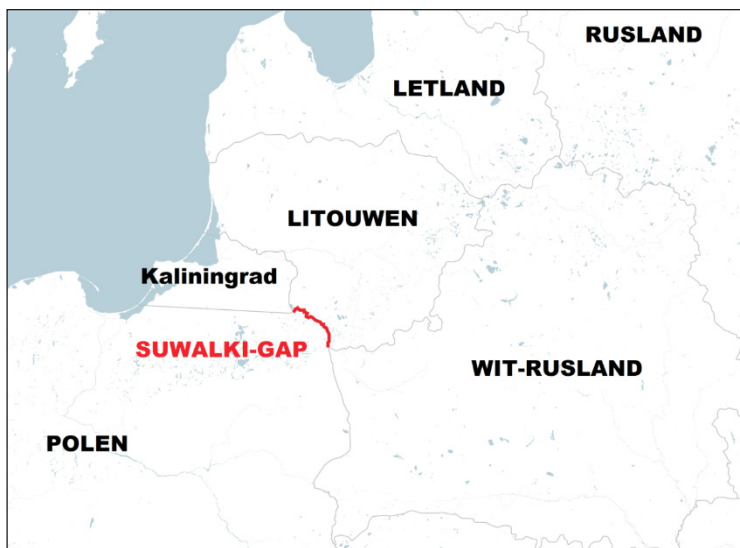 RUSLAND
LETLAND
LITOUWEN
Kaliningrad
SUWALKI-GAP
WIT-RUSLAND
POLEN